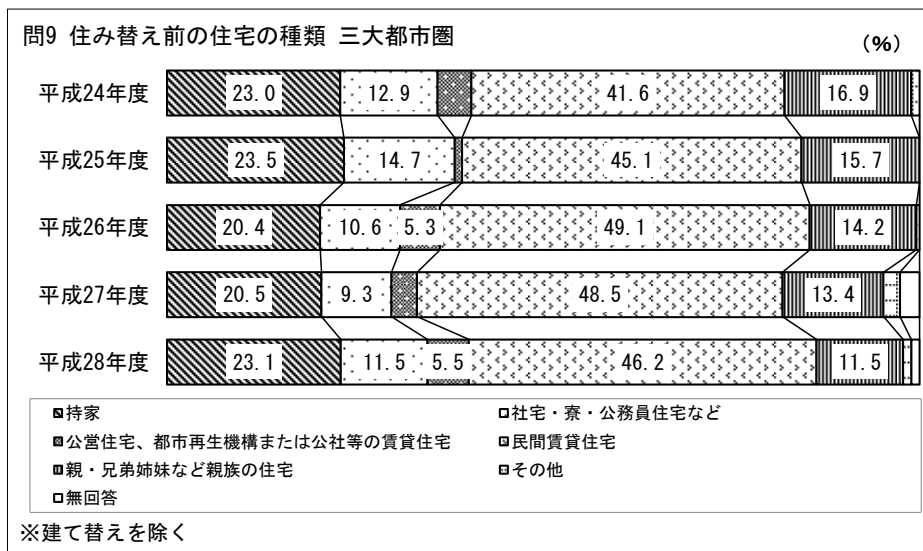 問9 住み替え前の住宅の種類 三大都市圏
(%)
平成24年度 23.0 12.9 41.6 16.9
平成25年度 23.5 14.7 45.1 15.7
平成26年度 20.4 10.6 5.3 49.1 14.2
平成27年度 20.5 9.3 48.5 13.4
平成28年度 23.1 11.5 5.5 46.2 11.5
持家 社宅・寮・公務員住宅など
公営住宅、都市再生機構または公社等の賃貸住宅 民間賃貸住宅
親・兄弟姉妹など親族の住宅 その他
無回答
※建て替えを除く